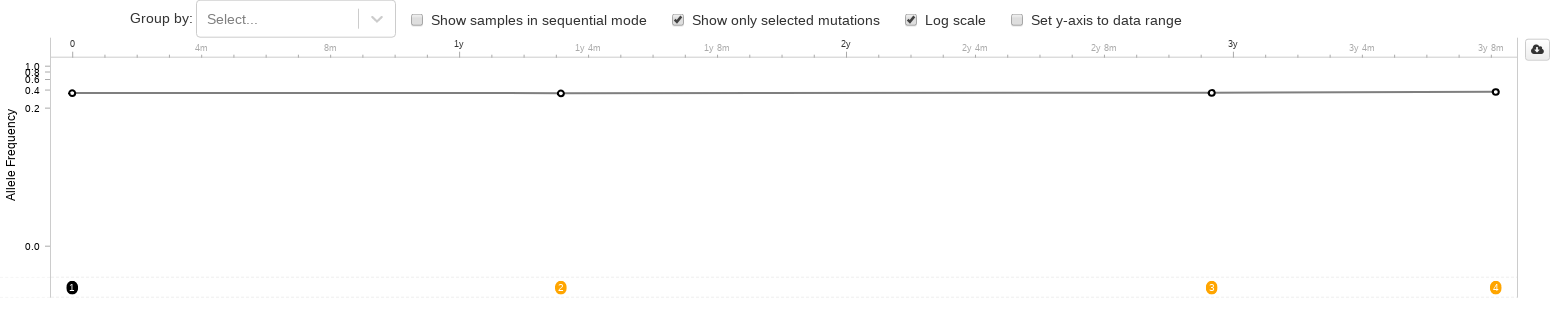 Group by: Select... Show samples in sequential mode Show only selected mutations Log scale Set y-axis to data range
0 4m 8m 1y 1y 4m 1y 8m 2y 2y 4m 2y 8m 3y 3y 4m 3y 8m
1.0
0.8
0.6
0.4
0.2
Allele Frequency
0.0
1 2 3 4